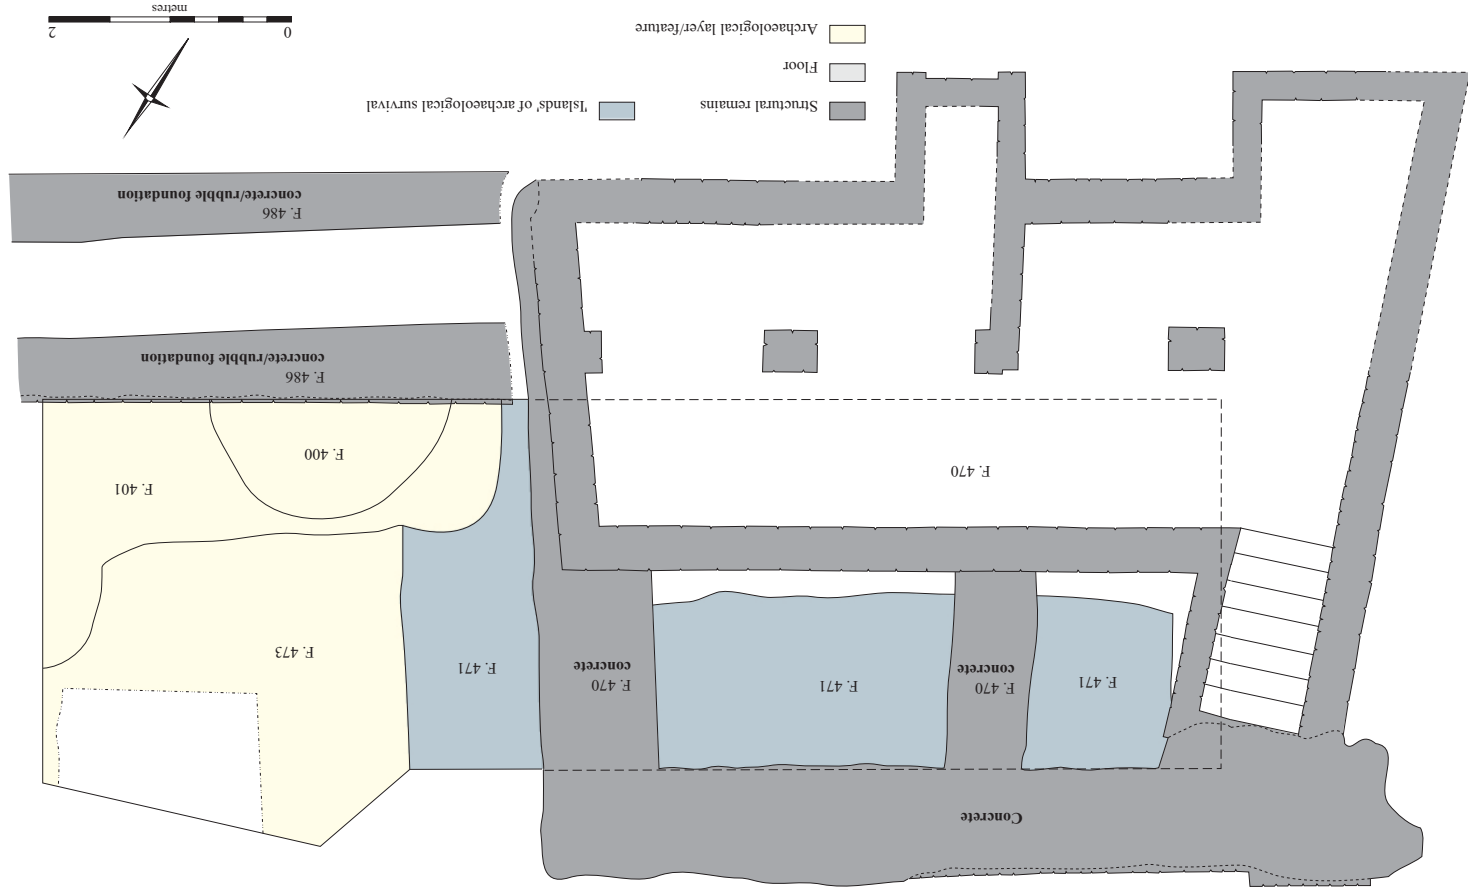 Concrete
F. 471
F. 470
concrete
F. 471
F. 470
concrete
F. 471
F. 473
F. 470
F. 401
F. 400
F. 486
concrete/rubble foundation
F. 486
concrete/rubble foundation
Structural remains
Floor
Archaeological layer/feature
'Islands' of archaeological survival
0 2
metres